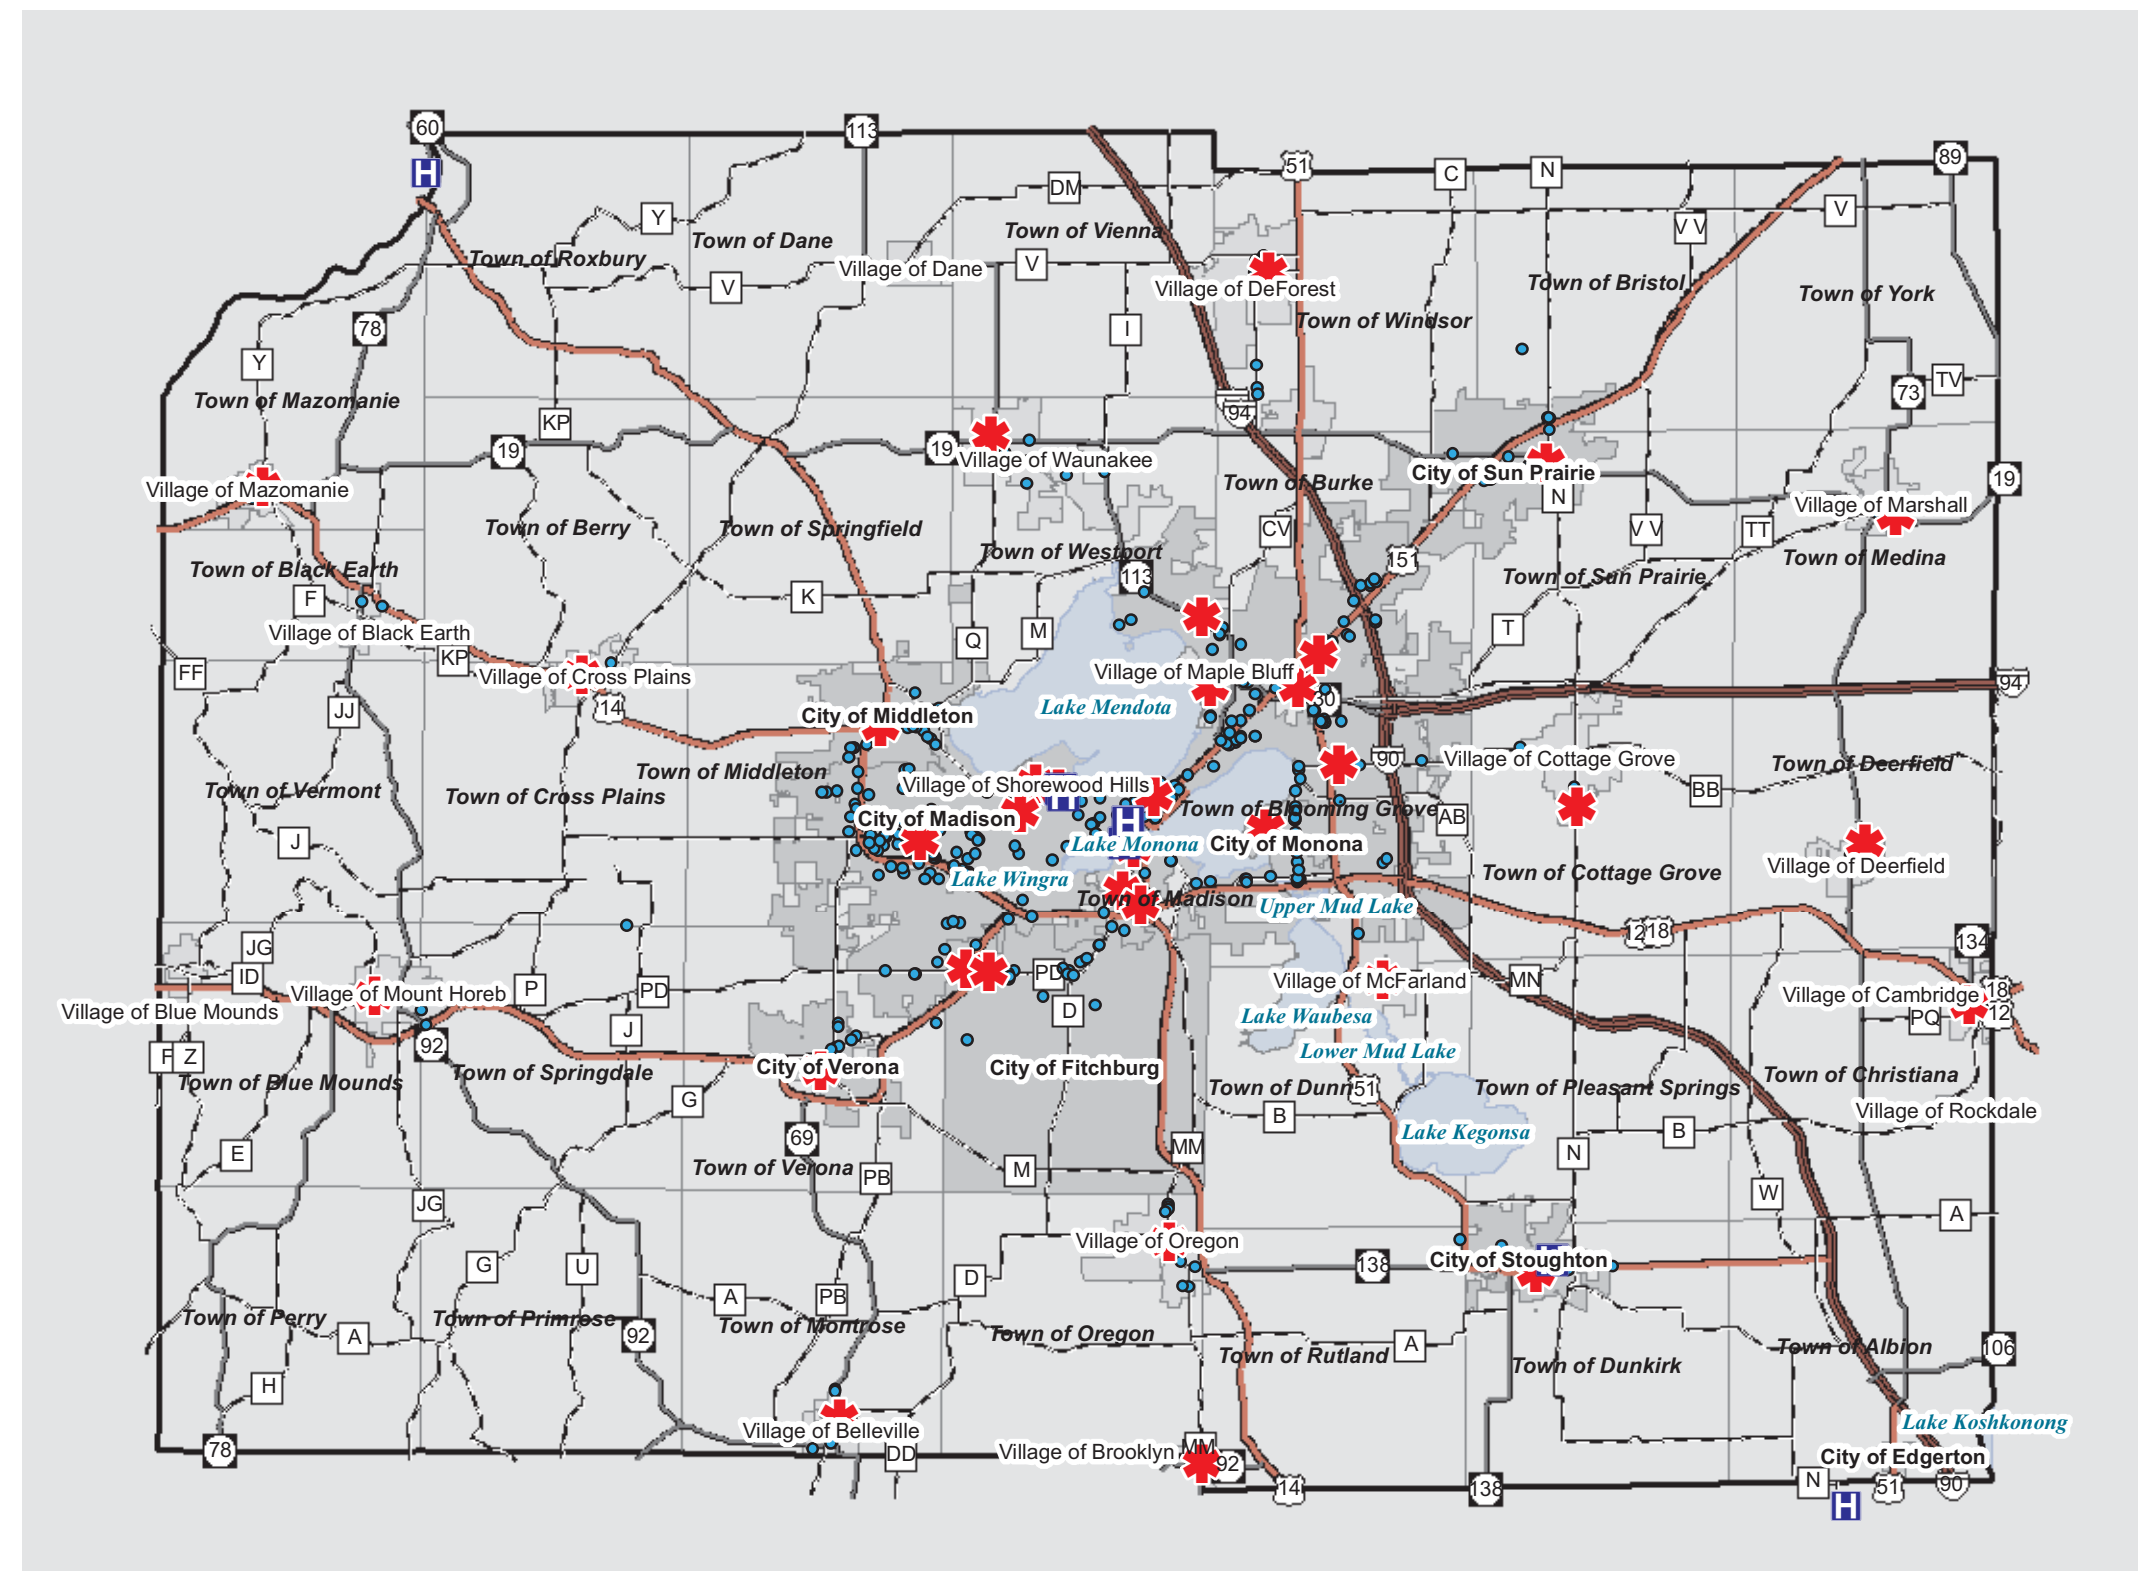 60
113
H
51
C
N
89
DM
V
Y
V V
Town of Vienna
Town of Dane
Town of Roxbury
Village of Dane
V
V
Town of Bristol
Village of DeForest
Town of York
Town of Windsor
78
I
Y
TV
73
94
Town of Mazomanie
KP
19
19
Village of Waunakee
City of Sun Prairie
Town of Burke
19
Village of Mazomanie
N
Village of Marshall
Town of Berry
Town of Springfield
CV
V V
TT
Town of Westport
151
Town of Medina
Town of Black Earth
113
Town of Sun Prairie
F
K
Village of Black Earth
Q
M
T
KP
FF
Village of Cross Plains
Village of Maple Bluff
94
14
JJ
Lake Mendota
30
City of Middleton
90
Village of Cottage Grove
Town of Middleton
Town of Deerfield
Village of Shorewood Hills
H
Town of Vermont
Town of Cross Plains
BB
Town of Blooming Grove
AB
City of Madison
H
J
Lake Monona
City of Monona
Village of Deerfield
Lake Wingra
Town of Cottage Grove
Town of Madison
Upper Mud Lake
12
18
134
JG
ID
P
PD
PD
MN
Village of McFarland
Village of Mount Horeb
Village of Cambridge
18
Village of Blue Mounds
D
Lake Waubesa
PQ
12
J
92
Lower Mud Lake
F
Z
City of Verona
City of Fitchburg
Town of Springdale
Town of Blue Mounds
Town of Dunn
51
Town of Pleasant Springs
Town of Christiana
G
B
Village of Rockdale
69
Lake Kegonsa
B
E
MM
N
Town of Verona
PB
M
JG
W
A
Village of Oregon
G
U
138
City of Stoughton
D
A
PB
Town of Perry
Town of Primrose
Town of Montrose
A
92
Town of Oregon
Town of Rutland
A
Town of Dunkirk
Town of Albion
106
H
Lake Koshkonong
Village of Belleville
78
DD
Village of Brooklyn
MM
92
City of Edgerton
14
138
N
51
90
H